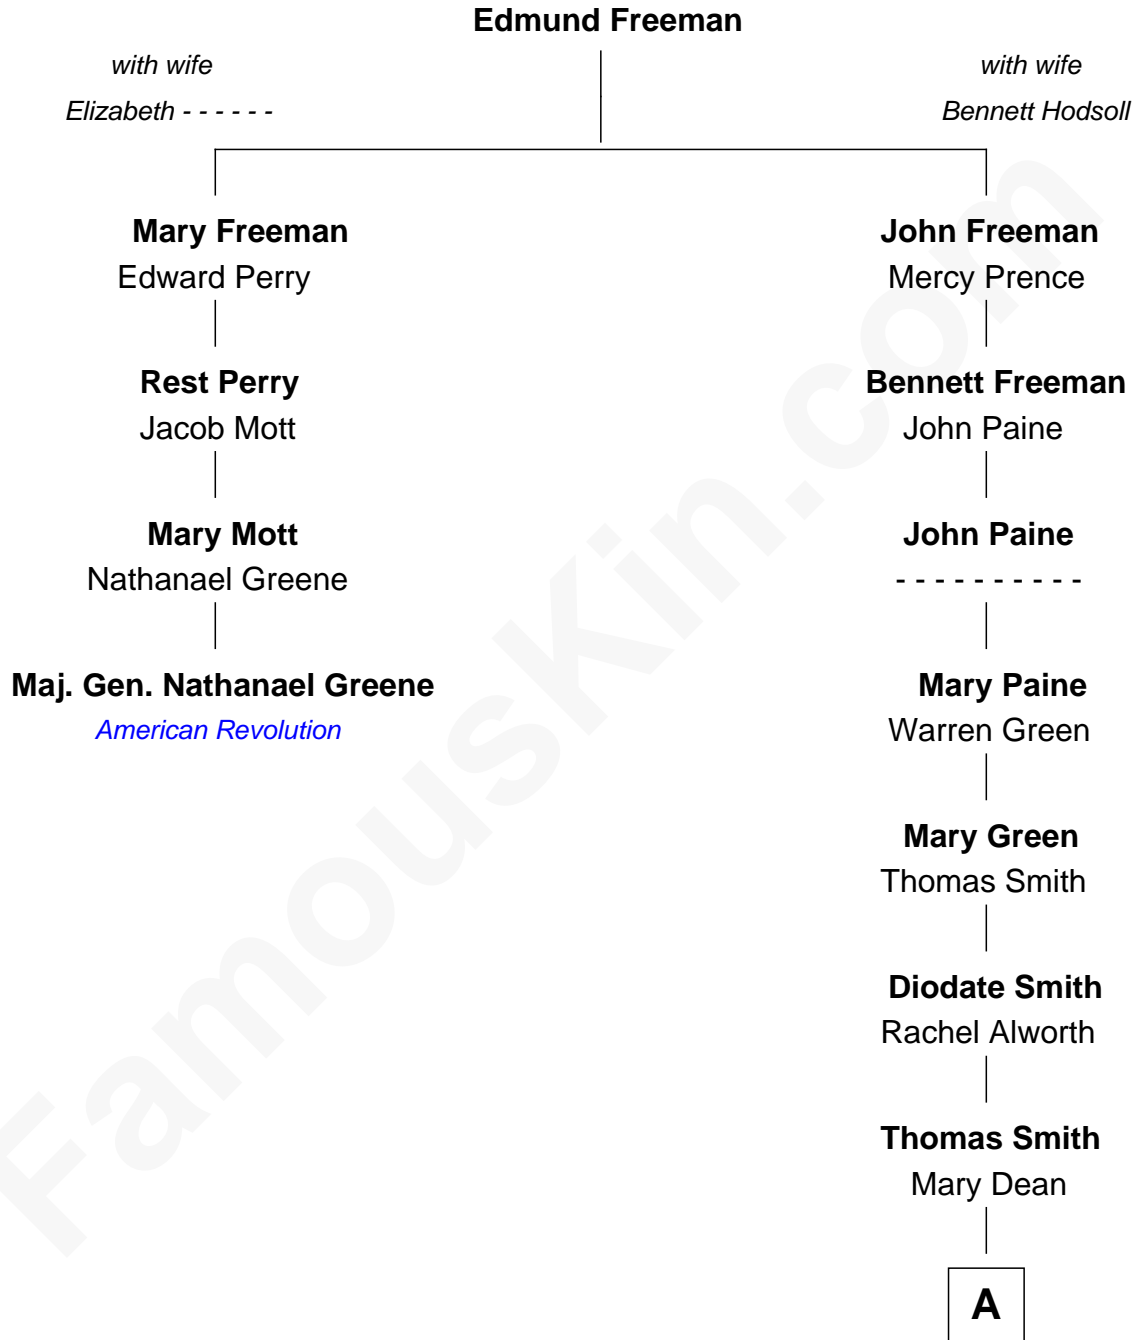 Edmund Freeman
with wife
Elizabeth - - - - - -
with wife
Bennett Hodsoll
Mary Freeman
Edward Perry
John Freeman
Mercy Prence
Rest Perry
Jacob Mott
Bennett Freeman
John Paine
Mary Mott
Nathanael Greene
John Paine
- - - - - - - - - -
Maj. Gen. Nathanael Greene
American Revolution
Mary Paine
Warren Green
Mary Green
Thomas Smith
Diodate Smith
Rachel Alworth
Thomas Smith
Mary Dean
A
FamousKin.com